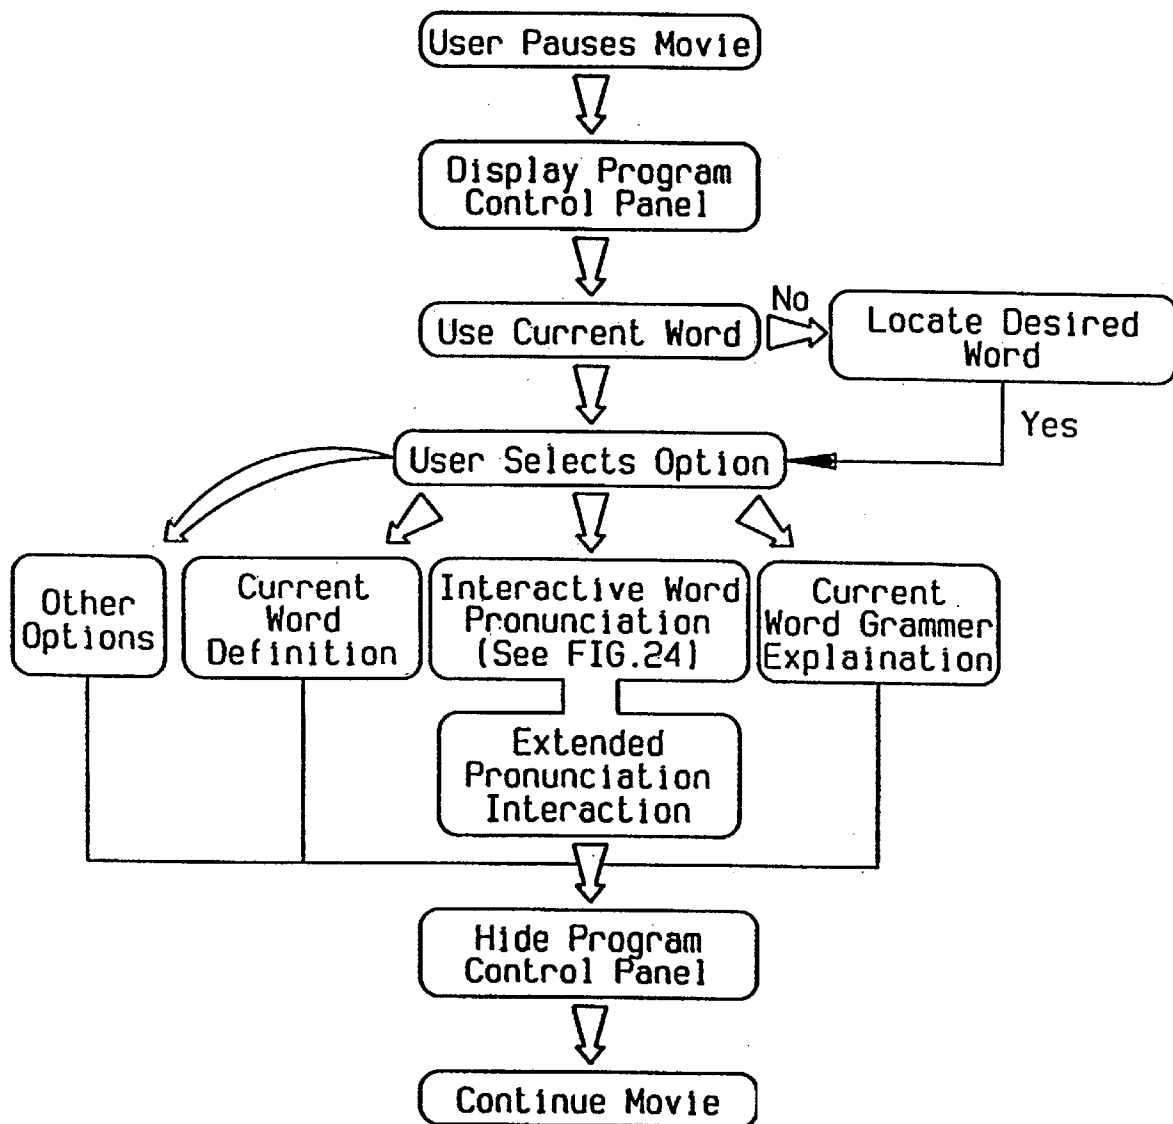 User Pauses Movie
Display Program
Control Panel
No
Use Current Word
Locate Desired
Word
Yes
User Selects Option
Other
Options
Current
Word
Definition
Interactive Word
Pronunciation
(See FIG.24)
Current
Word Grammer
Explaination
Extended
Pronunciation
Interaction
Hide Program
Control Panel
Continue Movie